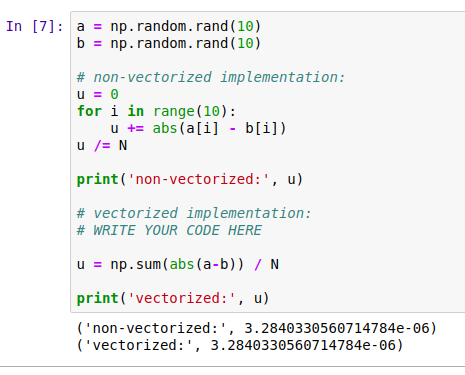 In [7]: a = np.random.rand(10)
b = np.random.rand(10)
# non-vectorized implementation:
u = 0
for i in range(10):
    u += abs(a[i] - b[i])
u /= N
print('non-vectorized:', u)
# vectorized implementation:
# WRITE YOUR CODE HERE
u = np.sum(abs(a-b)) / N
print('vectorized:', u)
('non-vectorized:', 3.2840330560714784e-06)
('vectorized:', 3.2840330560714784e-06)